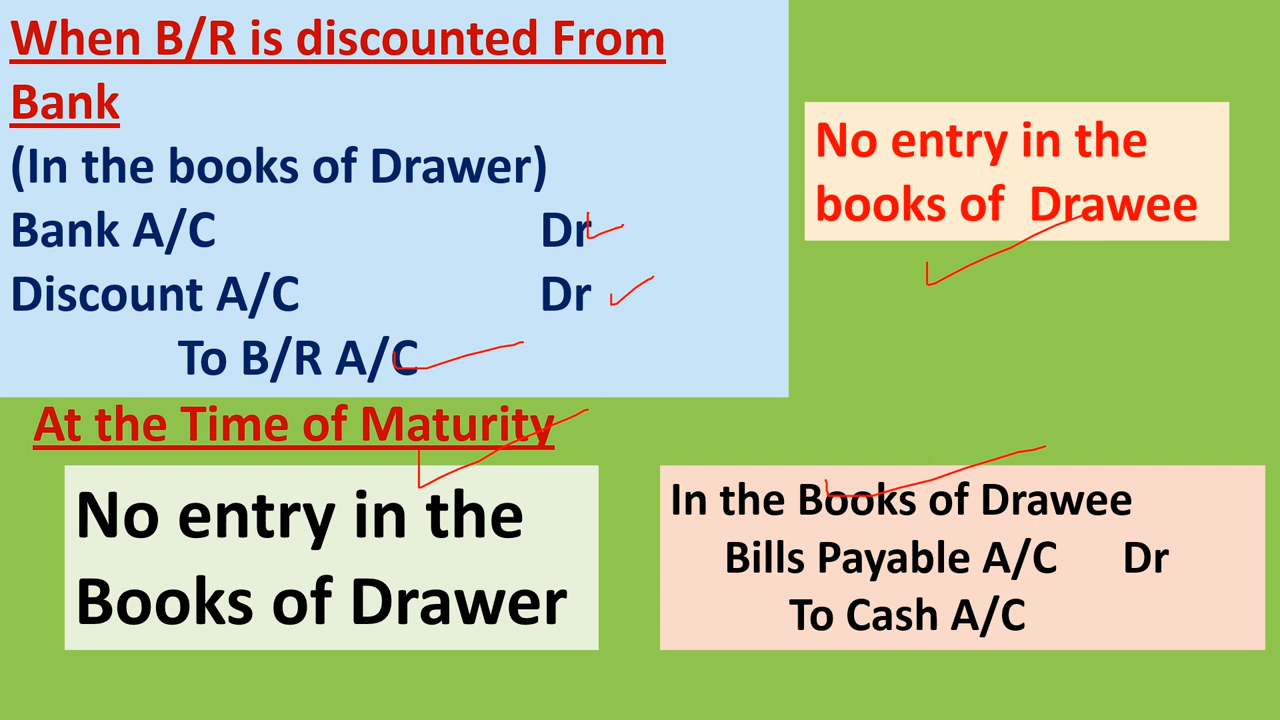 When B/R is discounted From
Bank
(In the books of Drawer)
Bank A/C Dr
Discount A/C Dr
To B/R A/C
No entry in the
books of Drawee
At the Time of Maturity
No entry in the
Books of Drawer
In the Books of Drawee
Bills Payable A/C Dr
To Cash A/C